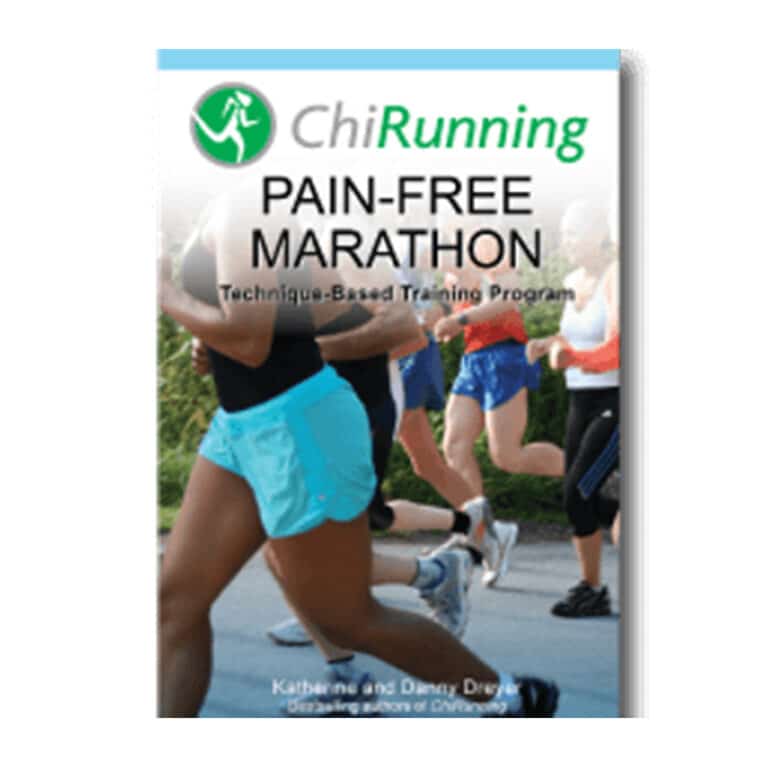 ChiRunning
PAIN-FREE
MARATHON
Technique-Based Training Program
Katherine and Danny Dreyer
Bestselling authors of ChiRunning